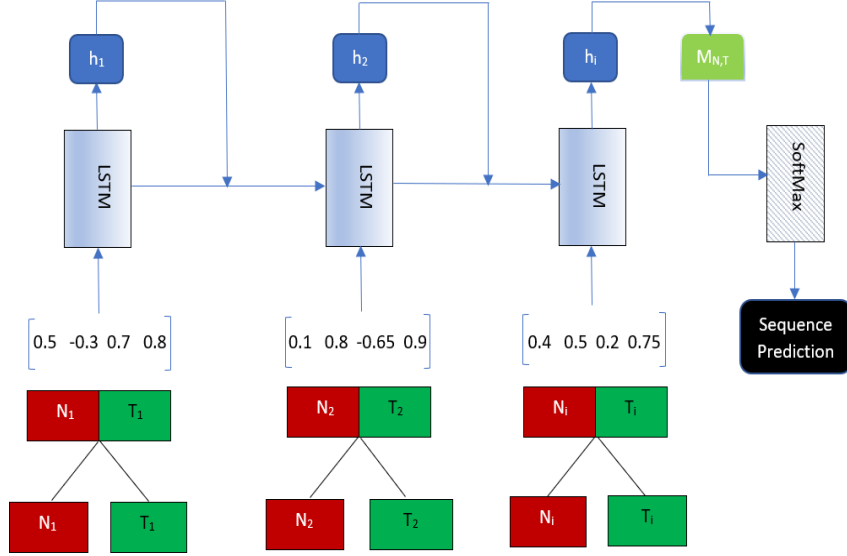 h1
h2
hi
MN,T
LSTM
LSTM
LSTM
SoftMax
0.5 -0.3 0.7 0.8
0.1 0.8 -0.65 0.9
0.4 0.5 0.2 0.75
Sequence
Prediction
N1 T1
N2 T2
Ni Ti
N1 T1
N2 T2
Ni Ti